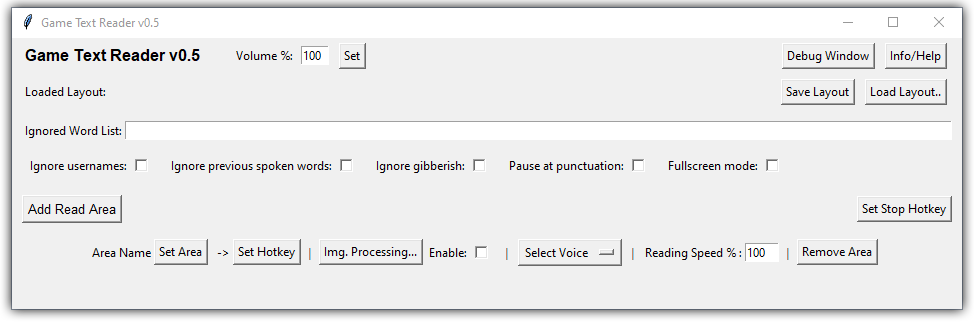 Game Text Reader v0.5
Game Text Reader v0.5 Volume %: 100 Set Debug Window Info/Help
Loaded Layout: Save Layout Load Layout..
Ignored Word List:
Ignore usernames: Ignore previous spoken words: Ignore gibberish: Pause at punctuation: Fullscreen mode:
Add Read Area Set Stop Hotkey
Area Name Set Area -> Set Hotkey | Img. Processing... Enable: | Select Voice | Reading Speed % : 100 | Remove Area